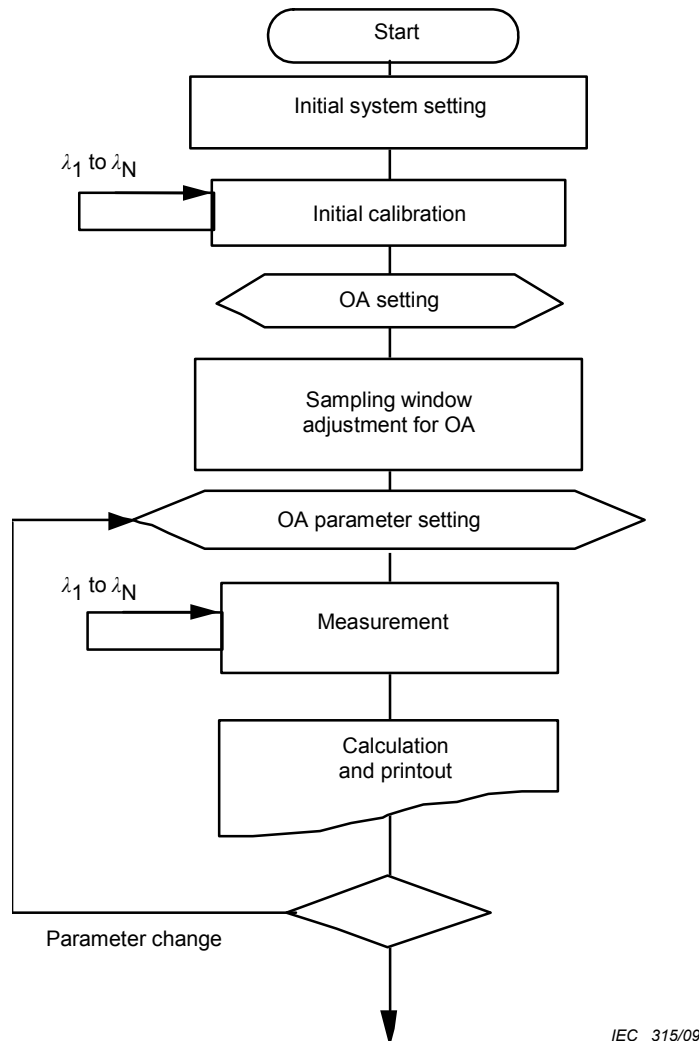 Start
Initial system setting
λ1 to λN
Initial calibration
OA setting
Sampling window
adjustment for OA
OA parameter setting
λ1 to λN
Measurement
Calculation
and printout
Parameter change
IEC 315/09